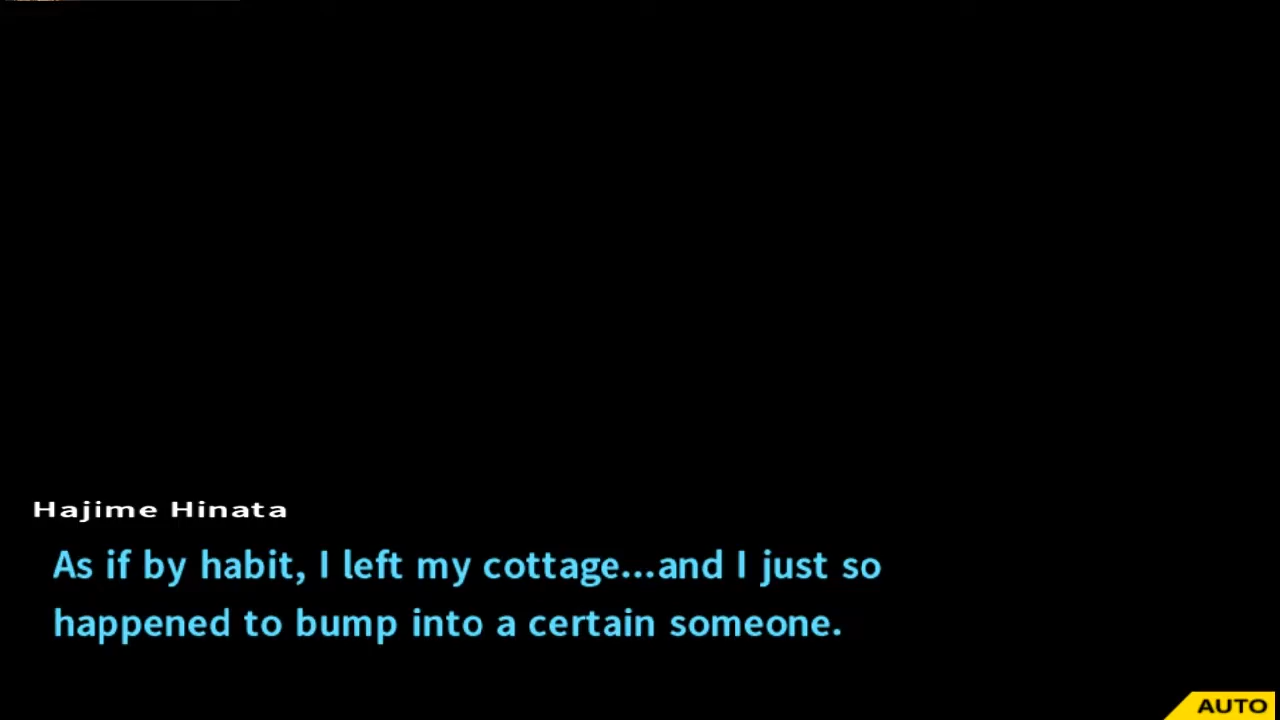 Hajime Hinata
As if by habit, I left my cottage...and I just so
happened to bump into a certain someone.
AUTO